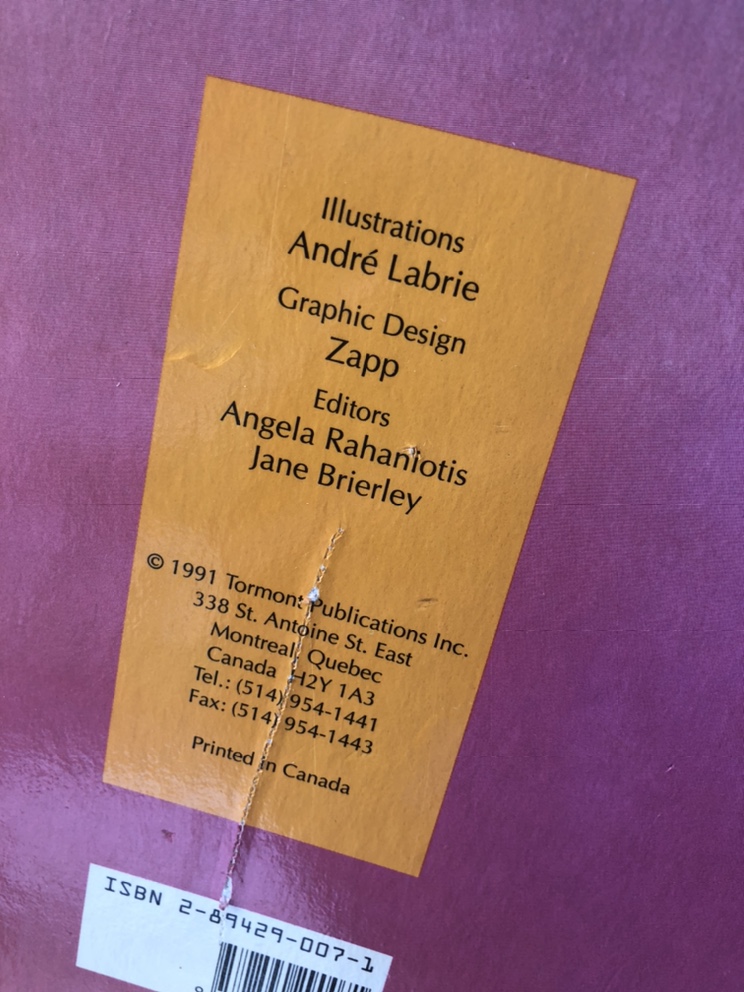 Illustrations
André Labrie
Graphic Design
Zapp
Editors
Angela Rahaniotis
Jane Brierley
© 1991 Tormont Publications Inc.
338 St. Antoine St. East
Montreal, Quebec
Canada H2Y 1A3
Tel.: (514) 954-1441
Fax: (514) 954-1443
Printed in Canada
ISBN 2-89429-007-1